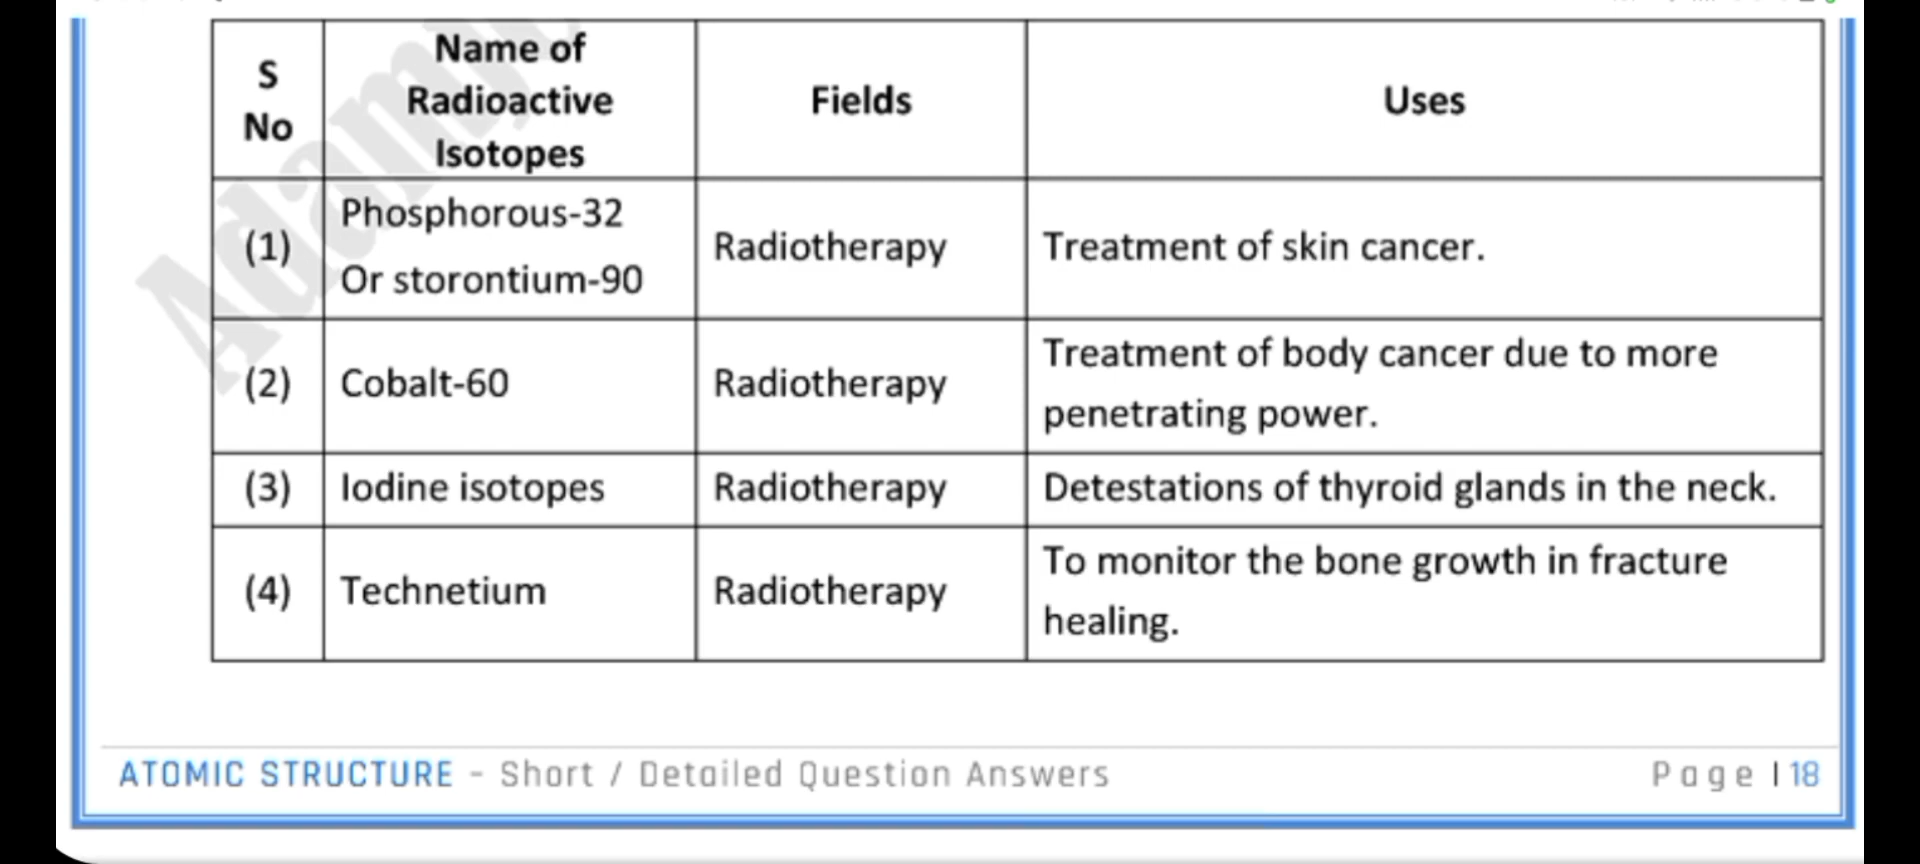 S No
Name of Radioactive Isotopes
Fields
Uses
(1)
Phosphorous-32
Or storontium-90
Radiotherapy
Treatment of skin cancer.
(2)
Cobalt-60
Radiotherapy
Treatment of body cancer due to more
penetrating power.
(3)
Iodine isotopes
Radiotherapy
Detestations of thyroid glands in the neck.
(4)
Technetium
Radiotherapy
To monitor the bone growth in fracture
healing.
ATOMIC STRUCTURE - Short / Detailed Question Answers
Page | 18